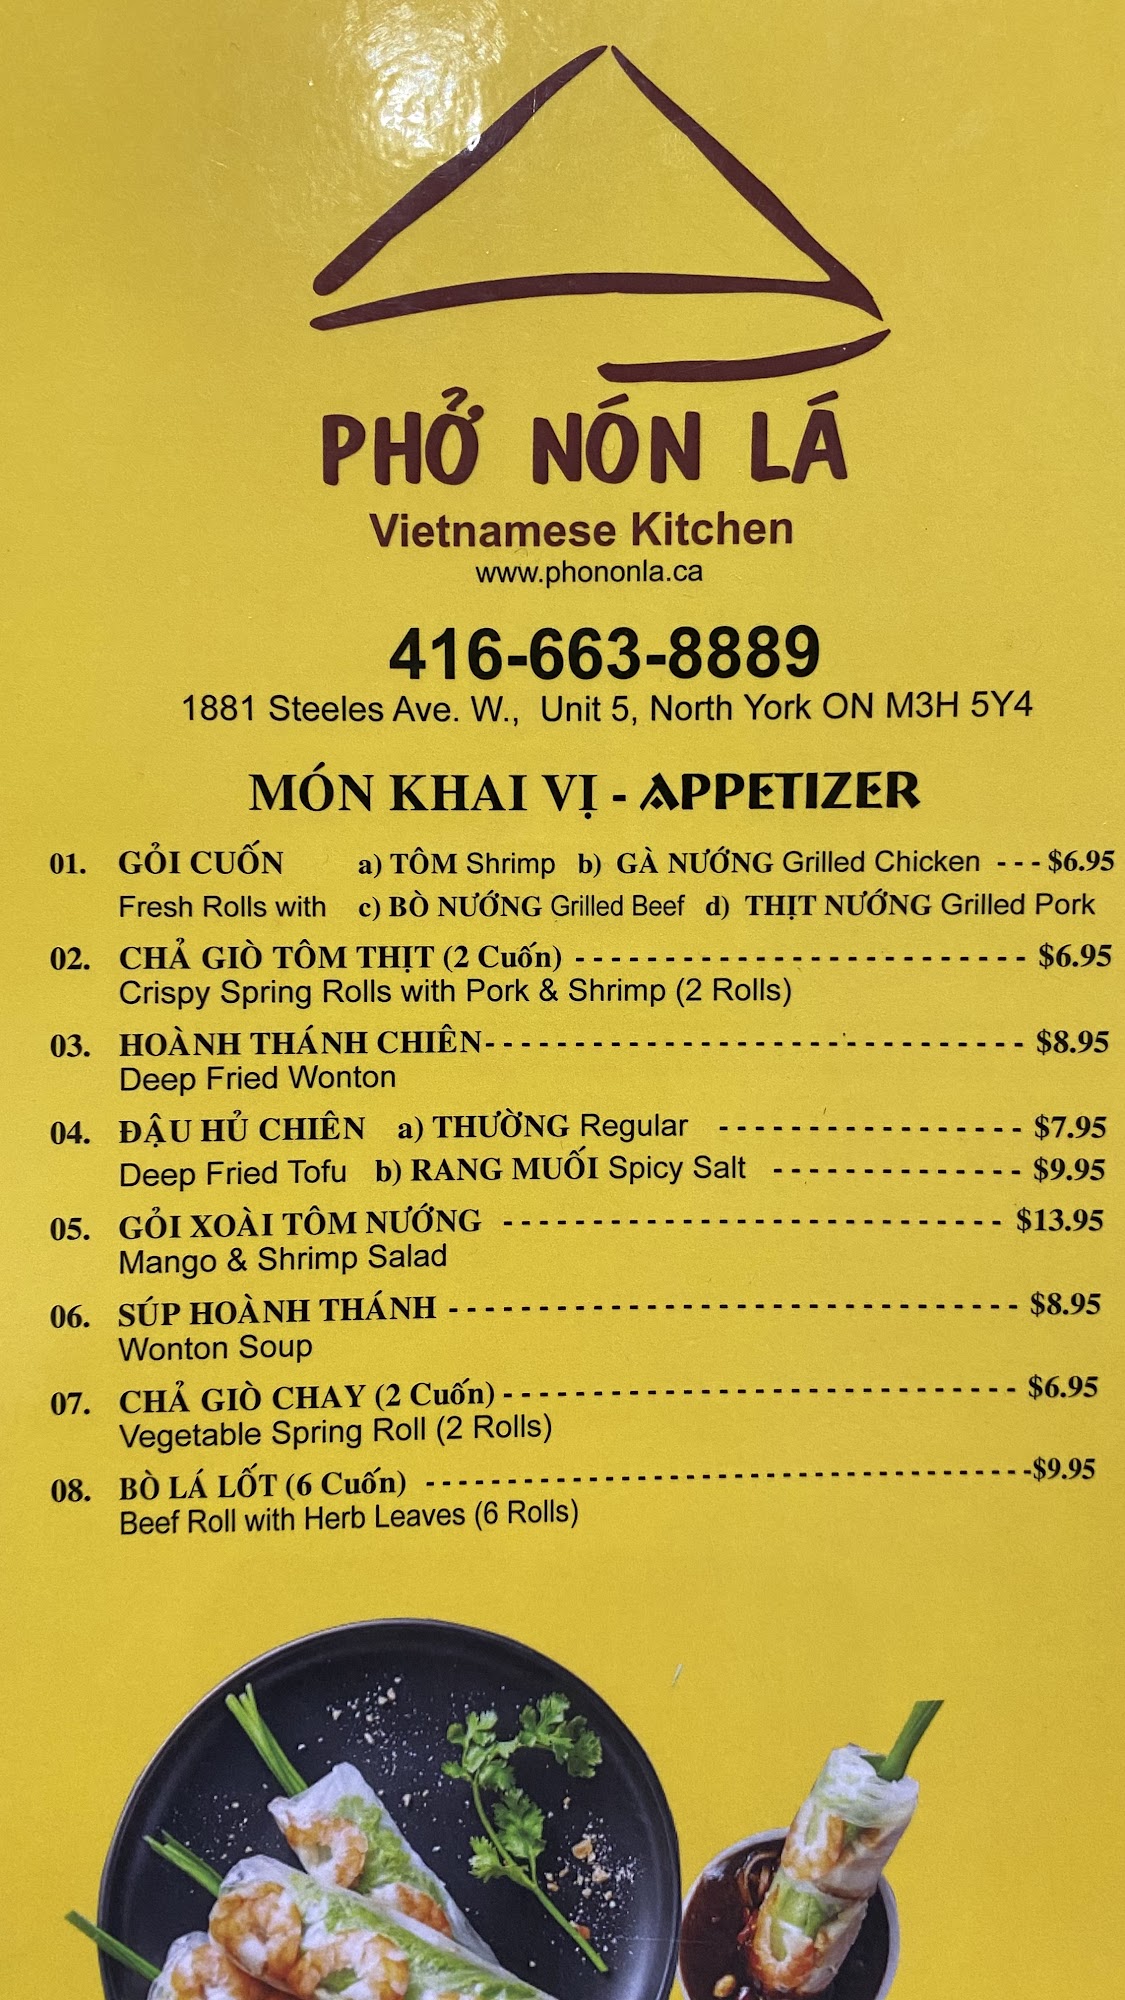 PHỞ NÓN LÁ
Vietnamese Kitchen
www.phononla.ca
416-663-8889
1881 Steeles Ave. W., Unit 5, North York ON M3H 5Y4
MÓN KHAI VỊ - APPETIZER
01. GỎI CUỐN a) TÔM Shrimp b) GÀ NƯỚNG Grilled Chicken --- $6.95
Fresh Rolls with c) BÒ NƯỚNG Grilled Beef d) THỊT NƯỚNG Grilled Pork
02. CHẢ GIÒ TÔM THỊT (2 Cuốn) -------------------------- $6.95
Crispy Spring Rolls with Pork & Shrimp (2 Rolls)
03. HOÀNH THÁNH CHIÊN------------------------------- $8.95
Deep Fried Wonton
04. ĐẬU HỦ CHIÊN a) THƯỜNG Regular ----------------- $7.95
Deep Fried Tofu b) RANG MUỐI Spicy Salt -------------- $9.95
05. GỎI XOÀI TÔM NƯỚNG ---------------------------- $13.95
Mango & Shrimp Salad
06. SÚP HOÀNH THÁNH -------------------------------- $8.95
Wonton Soup
07. CHẢ GIÒ CHAY (2 Cuốn) ----------------------------- $6.95
Vegetable Spring Roll (2 Rolls)
08. BÒ LÁ LỐT (6 Cuốn) -----------------------------------$9.95
Beef Roll with Herb Leaves (6 Rolls)